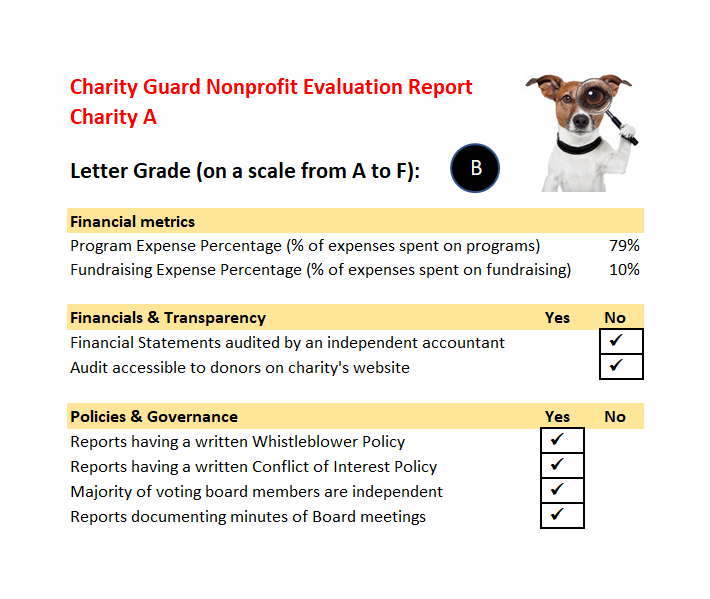 Charity Guard Nonprofit Evaluation Report
Charity A
Letter Grade (on a scale from A to F): B
Financial metrics
Program Expense Percentage (% of expenses spent on programs) 79%
Fundraising Expense Percentage (% of expenses spent on fundraising) 10%
Financials & Transparency Yes No
Financial Statements audited by an independent accountant ✓
Audit accessible to donors on charity's website ✓
Policies & Governance Yes No
Reports having a written Whistleblower Policy ✓
Reports having a written Conflict of Interest Policy ✓
Majority of voting board members are independent ✓
Reports documenting minutes of Board meetings ✓